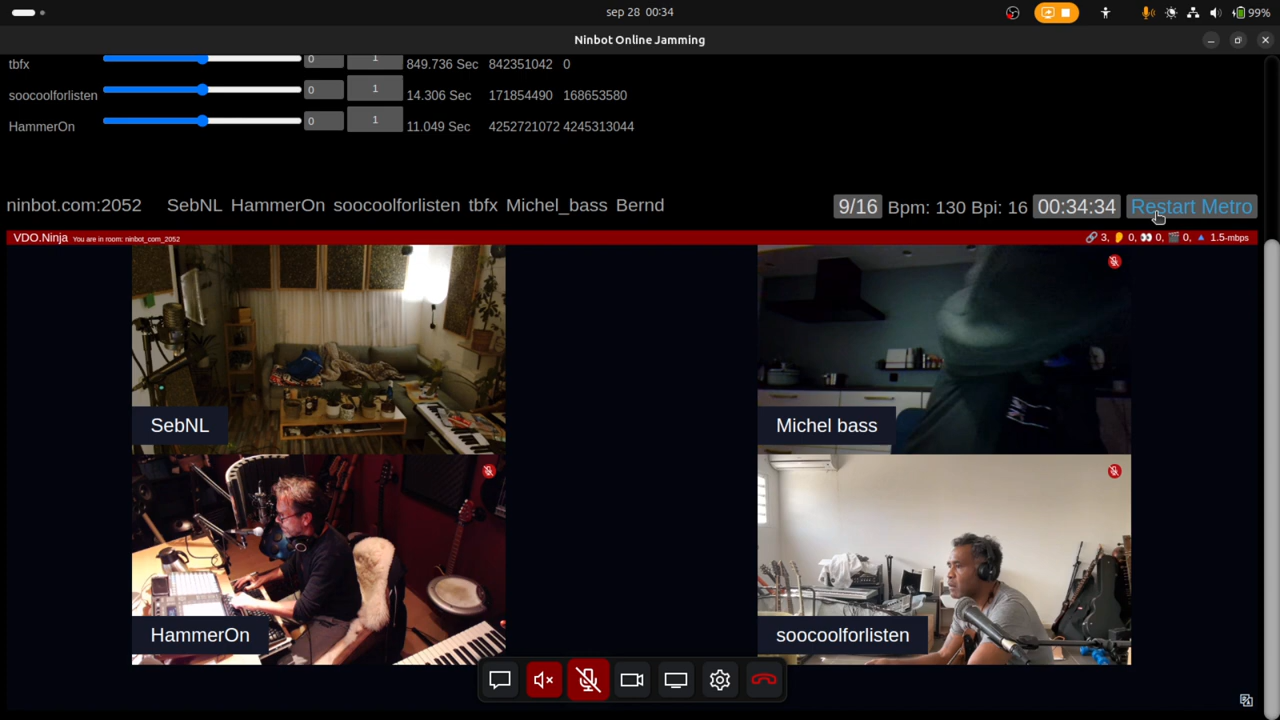 sep 28 00:34
99%
Ninbot Online Jamming
tbfx 0 1 849.736 Sec 842351042 0
soocoolforlisten 0 1 14.306 Sec 171854490 168653580
HammerOn 0 1 11.049 Sec 4252721072 4245313044
ninbot.com:2052 SebNL HammerOn soocoolforlisten tbfx Michel_bass Bernd 9/16 Bpm: 130 Bpi: 16 00:34:34 Restart Metro
VDO.Ninja You are in room: ninbot_com_2052 🔗 3, 👂 0, 👀 0, 🎬 0, 🔺 1.5-mbps
SebNL
Michel bass
HammerOn
soocoolforlisten